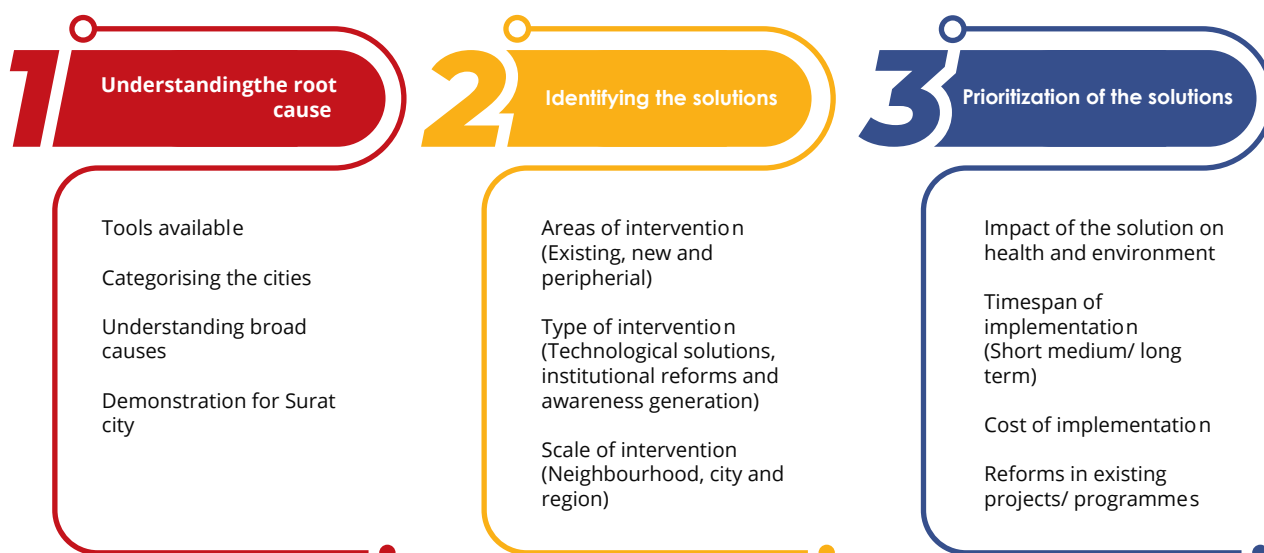 1
Understandingthe root
cause
Tools available
Categorising the cities
Understanding broad
causes
Demonstration for Surat
city
2
Identifying the solutions
Areas of intervention
(Existing, new and
peripherial)
Type of intervention
(Technological solutions,
institutional reforms and
awareness generation)
Scale of intervention
(Neighbourhood, city and
region)
3
Prioritization of the solutions
Impact of the solution on
health and environment
Timespan of
implementation
(Short medium/ long
term)
Cost of implementation
Reforms in existing
projects/ programmes